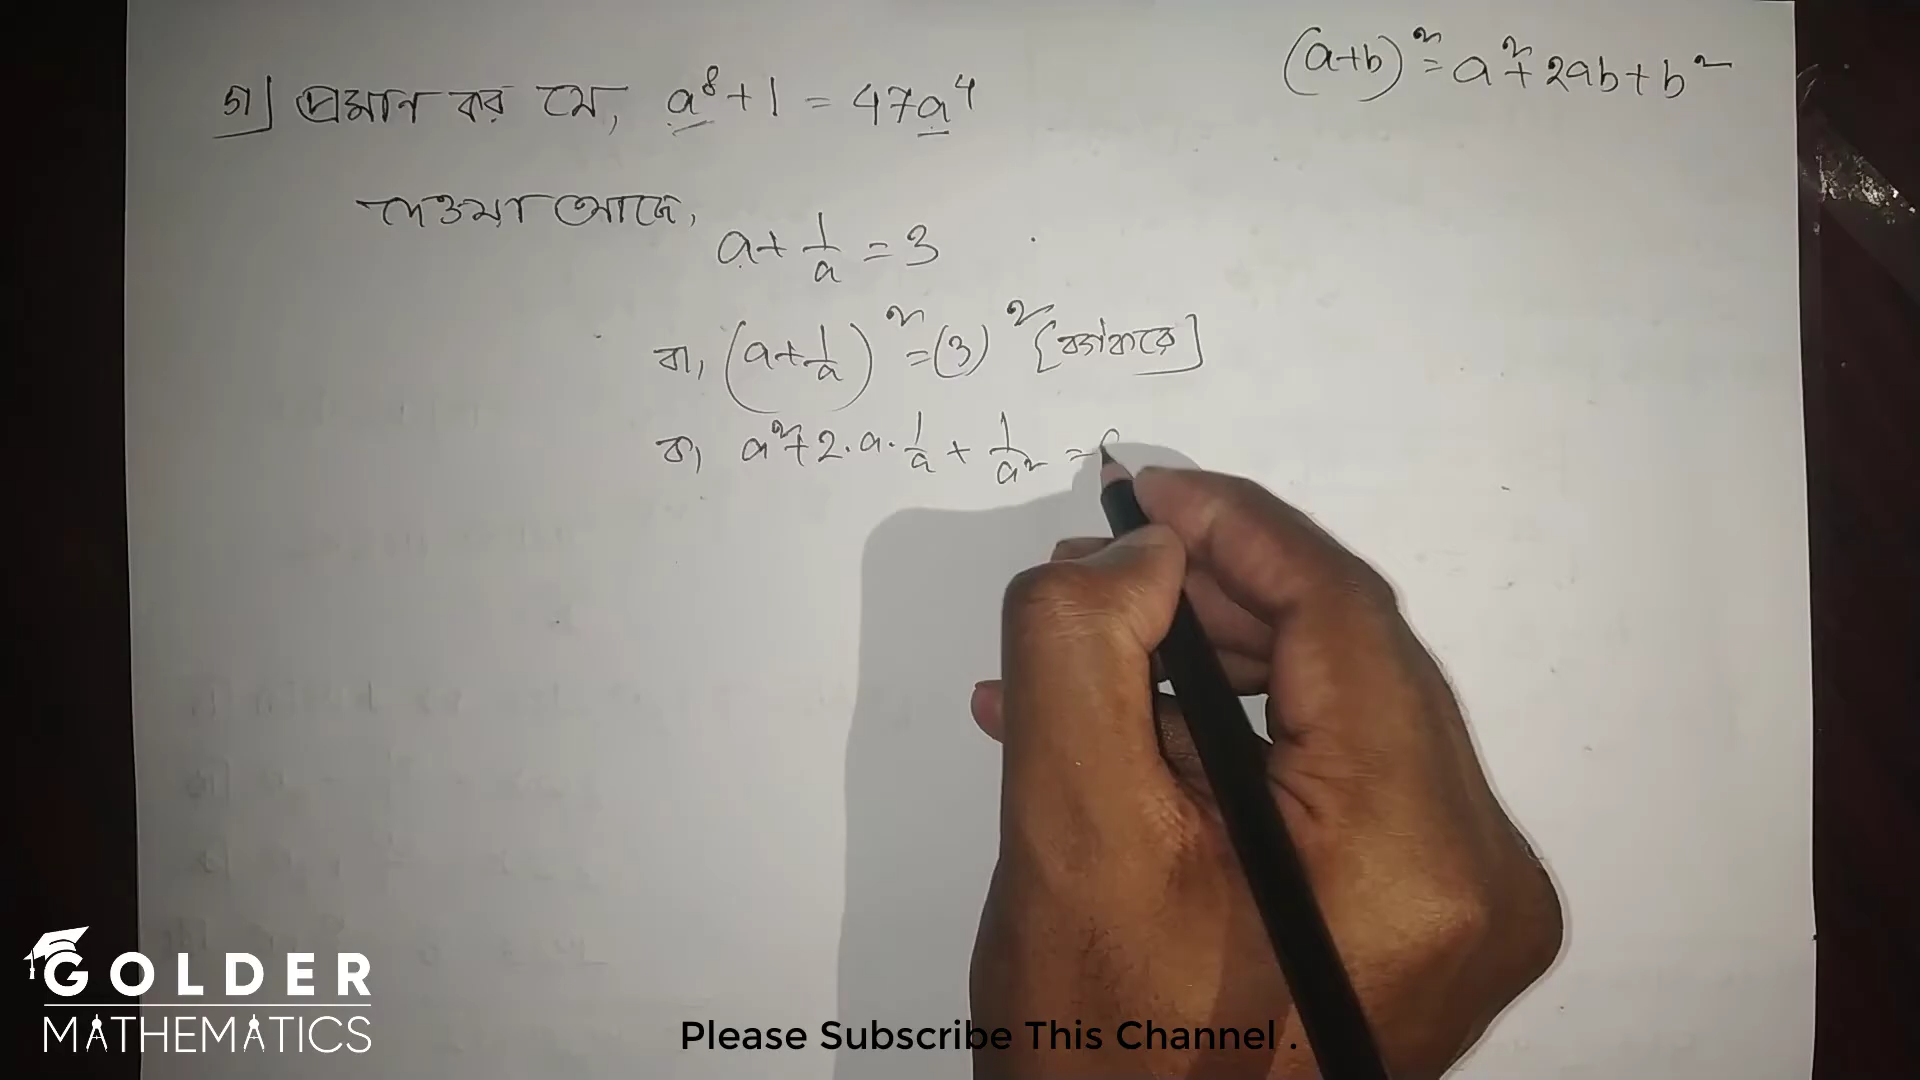 (a+b)² = a²+2ab+b²
গ] প্রমাণ কর যে, a⁸+1 = 47a⁴
দেওয়া আছে,
a+1/a = 3
বা, (a+1/a)² = (3)² [বর্গকরে]
বা, a²+2.a.1/a+1/a² =
GOLDER
MATHEMATICS
Please Subscribe This Channel .